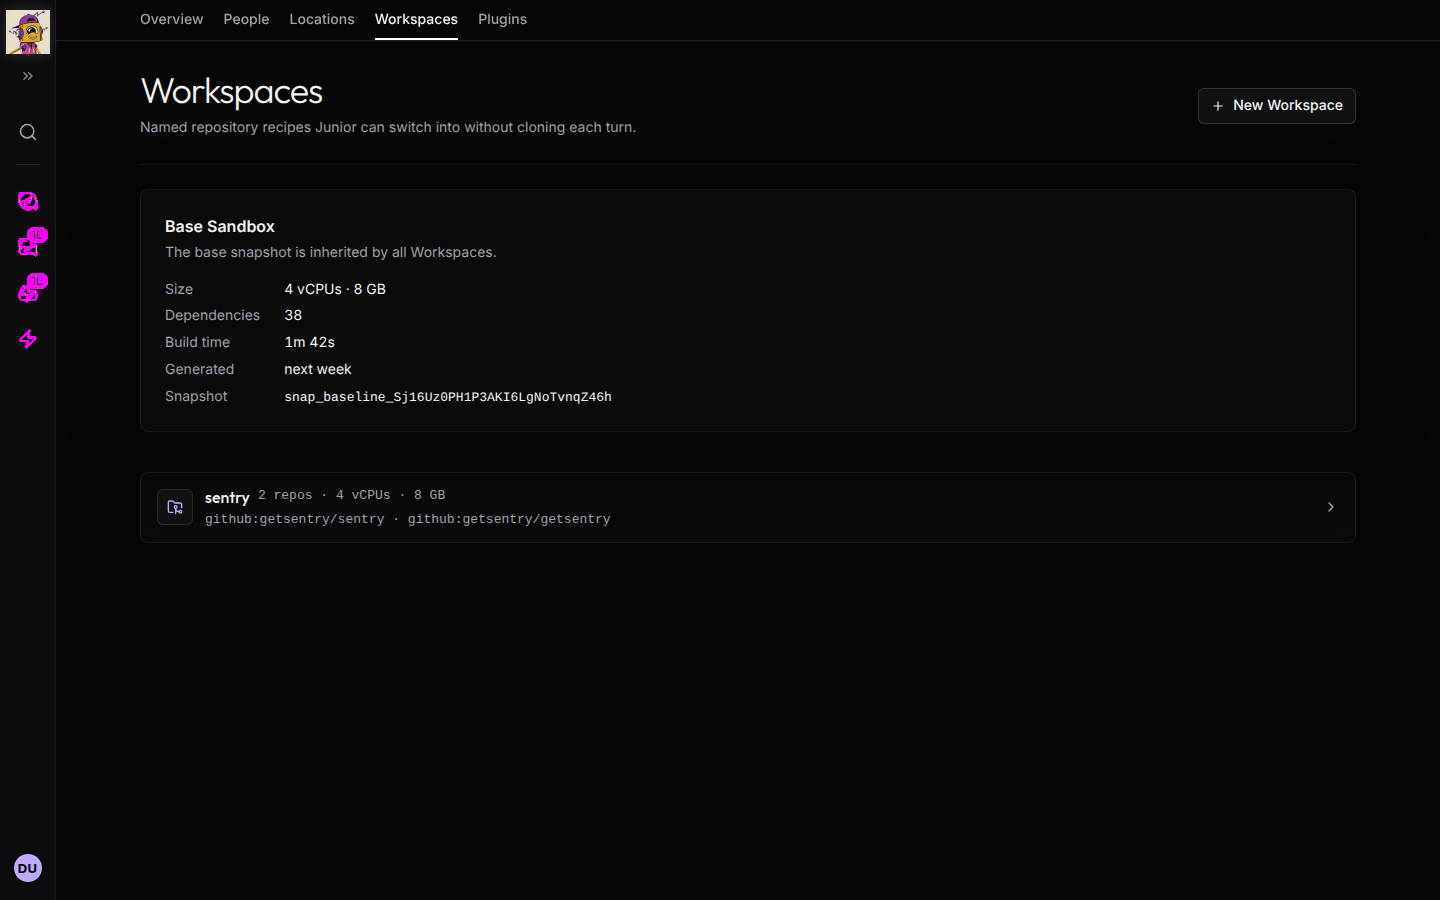 Overview People Locations Workspaces Plugins
Workspaces
Named repository recipes Junior can switch into without cloning each turn.
+ New Workspace
Base Sandbox
The base snapshot is inherited by all Workspaces.
Size 4 vCPUs · 8 GB
Dependencies 38
Build time 1m 42s
Generated next week
Snapshot snap_baseline_Sj16Uz0PH1P3AKI6LgNoTvnqZ46h
sentry 2 repos · 4 vCPUs · 8 GB
github:getsentry/sentry · github:getsentry/getsentry
DU